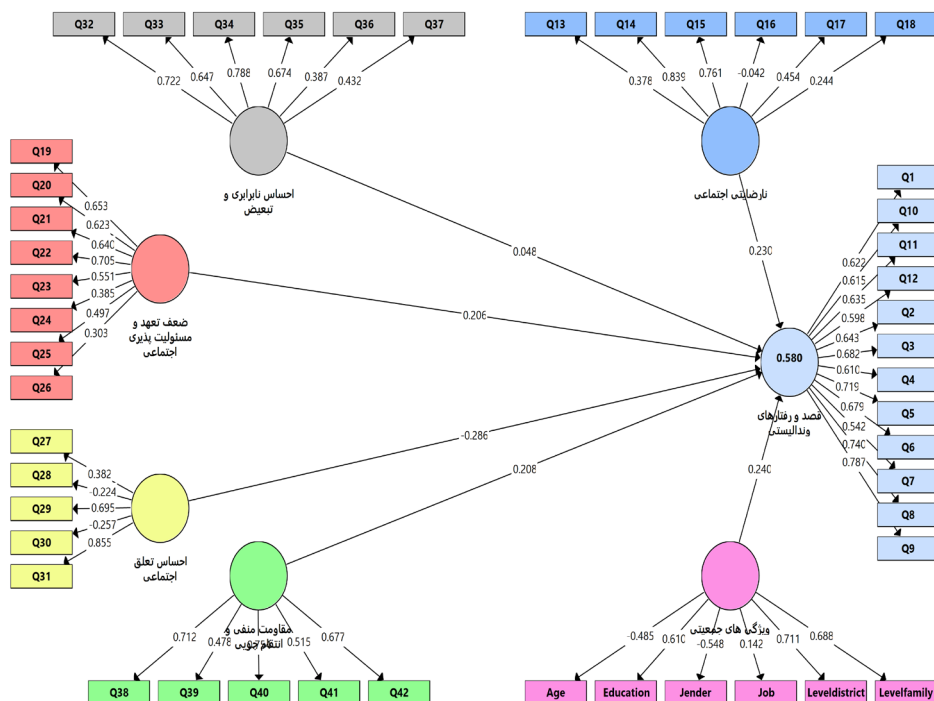 Q32 Q33 Q34 Q35 Q36 Q37
Q13 Q14 Q15 Q16 Q17 Q18
0.722 0.647 0.788 0.674 0.387 0.432
0.378 0.839 0.761 -0.042 0.454 0.244
احساس نابرابری و
تبعیض
نارضایتی اجتماعی
Q19
Q20
Q21
Q22
Q23
Q24
Q25
Q26
0.653
0.623
0.640
0.705
0.551
0.385
0.497
0.303
ضعف تعهد و
مسئولیت پذیری
اجتماعی
0.048
0.230
0.206
-0.286
0.208
0.240
Q1
Q10
Q11
Q12
Q2
Q3
Q4
Q5
Q6
Q7
Q8
Q9
0.622
0.615
0.635
0.598
0.643
0.682
0.610
0.719
0.679
0.542
0.740
0.787
0.580
قصد و رفتارهای
وندالیستی
Q27
Q28
Q29
Q30
Q31
0.382
-0.224
0.695
-0.257
0.855
احساس تعلق
اجتماعی
مقاومت منفی و
انتقام جویی
0.712 0.478 0.515 0.677
Q38 Q39 Q40 Q41 Q42
ویژگی های جمعیتی
-0.485 0.610 -0.548 0.142 0.711 0.688
Age Education Jender Job Leveldistrict Levelfamily